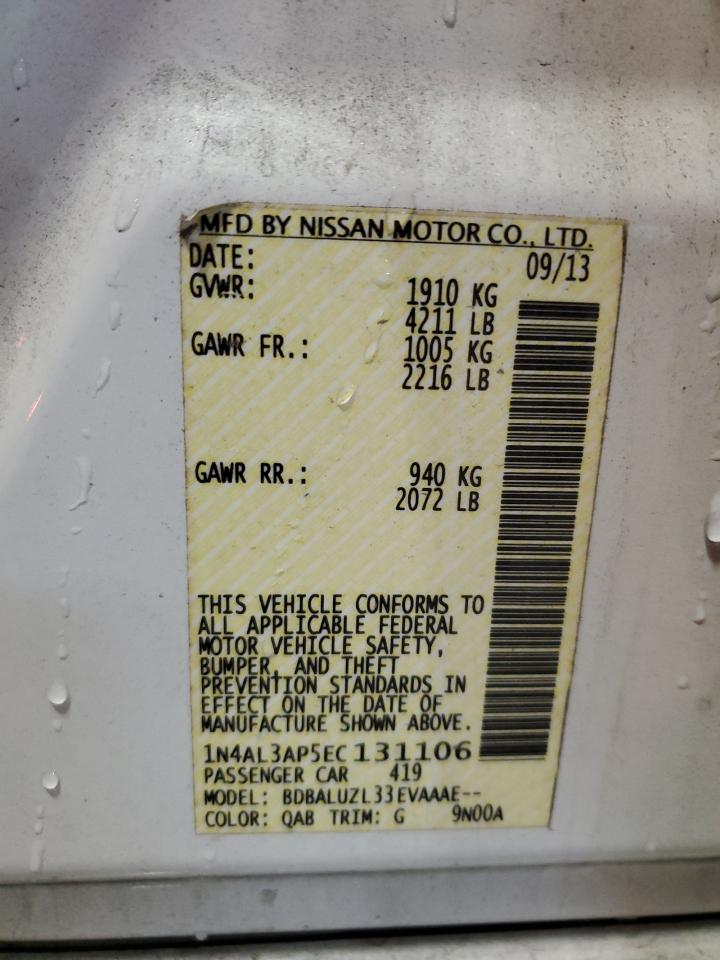 MFD BY NISSAN MOTOR CO., LTD.
DATE: 09/13
GVWR: 1910 KG
4211 LB
GAWR FR.: 1005 KG
2216 LB
GAWR RR.: 940 KG
2072 LB
THIS VEHICLE CONFORMS TO
ALL APPLICABLE FEDERAL
MOTOR VEHICLE SAFETY,
BUMPER, AND THEFT
PREVENTION STANDARDS IN
EFFECT ON THE DATE OF
MANUFACTURE SHOWN ABOVE.
1N4AL3AP5EC131106
PASSENGER CAR 419
MODEL: BDBALUZL33EVAAAE--
COLOR: QAB TRIM: G 9N00A